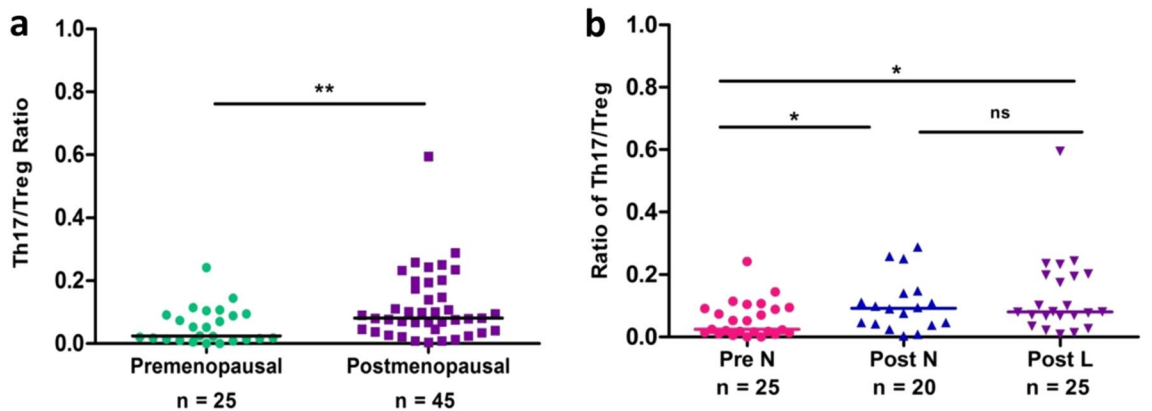 a
Th17/Treg Ratio
1.0
0.8
0.6
0.4
0.2
0.0
**
Premenopausal
Postmenopausal
n = 25
n = 45
b
Ratio of Th17/Treg
1.0
0.8
0.6
0.4
0.2
0.0
*
*
ns
Pre N
Post N
Post L
n = 25
n = 20
n = 25